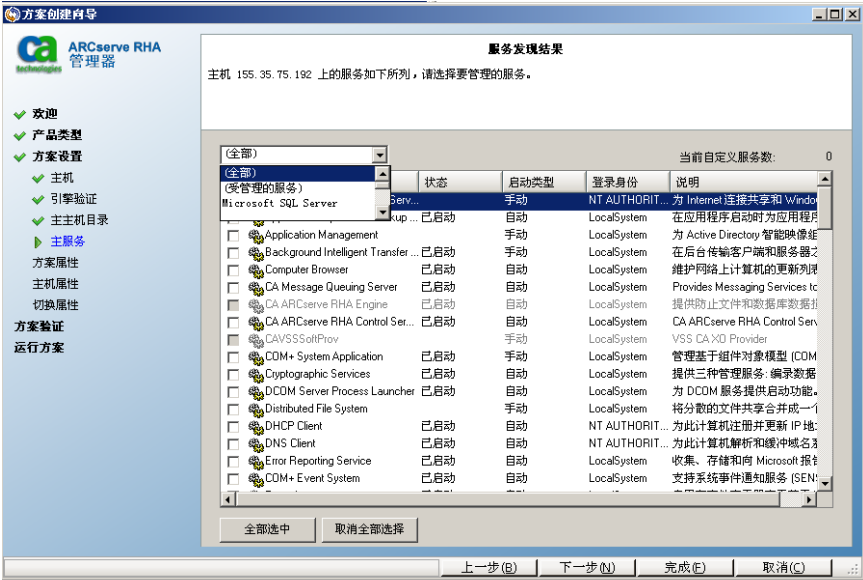 方案创建向导
ca technologies
ARCserve RHA
管理器
欢迎
产品类型
方案设置
主机
引擎验证
主主机目录
主服务
方案属性
主机属性
切换属性
方案验证
运行方案
服务发现结果
主机 155.35.75.192 上的服务如下所列，请选择要管理的服务。
(全部)
当前自定义服务数: 0
(全部)
(受管理的服务)
Microsoft SQL Server
状态 启动类型 登录身份 说明
Serv... 手动 NT AUTHORIT... 为 Internet 连接共享和 Windo
kup ... 已启动 自动 LocalSystem 在应用程序启动时为应用程序
Application Management 手动 LocalSystem 为 Active Directory 智能映像组
Background Intelligent Transfer ... 已启动 自动 LocalSystem 在后台传输客户端和服务器之
Computer Browser 已启动 自动 LocalSystem 维护网络上计算机的更新列表
CA Message Queuing Server 已启动 自动 LocalSystem Provides Messaging Services to
CA ARCserve RHA Engine 已启动 自动 LocalSystem 提供防止文件和数据库数据损
CA ARCserve RHA Control Ser... 已启动 自动 LocalSystem CA ARCserve RHA Control Serv
CAVSSSoftProv 手动 LocalSystem VSS CA XO Provider
COM+ System Application 已启动 手动 LocalSystem 管理基于组件对象模型 (COM
Cryptographic Services 已启动 自动 LocalSystem 提供三种管理服务: 编录数据
DCOM Server Process Launcher 已启动 自动 LocalSystem 为 DCOM 服务提供启动功能。
Distributed File System 手动 LocalSystem 将分散的文件共享合并成一个
DHCP Client 已启动 自动 NT AUTHORIT... 为此计算机注册并更新 IP 地
DNS Client 已启动 自动 NT AUTHORIT... 为此计算机解析和缓冲域名系
Error Reporting Service 已启动 自动 LocalSystem 收集、存储和向 Microsoft 报告
COM+ Event System 已启动 自动 LocalSystem 支持系统事件通知服务 (SEN
全部选中 取消全部选择
上一步(B) 下一步(N) 完成(F) 取消(C)